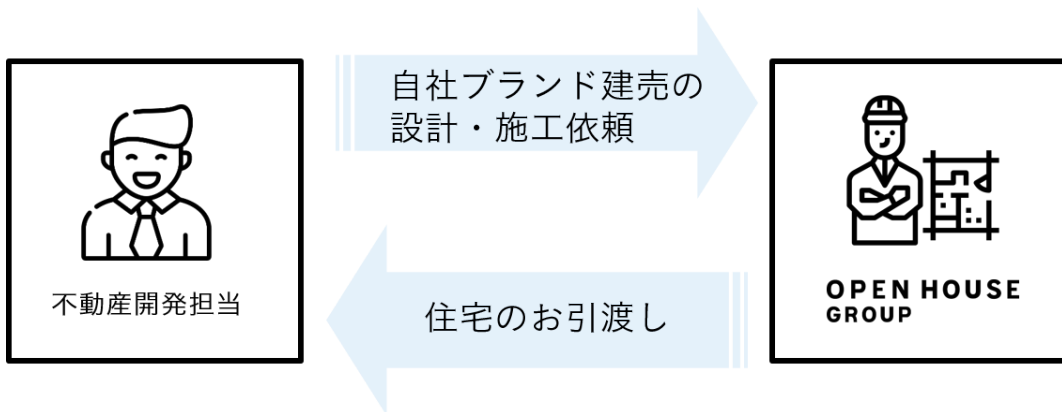 自社ブランド建売の
設計・施工依頼
不動産開発担当
住宅のお引渡し
OPEN HOUSE
GROUP